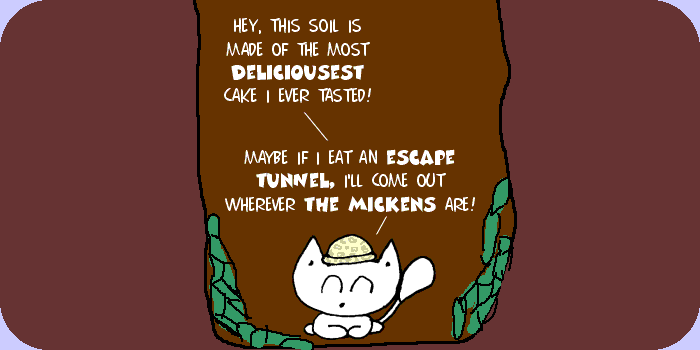 HEY, THIS SOIL IS
MADE OF THE MOST
DELICIOUSEST
CAKE I EVER TASTED!
MAYBE IF I EAT AN ESCAPE
TUNNEL, I'LL COME OUT
WHEREVER THE MICKENS ARE!